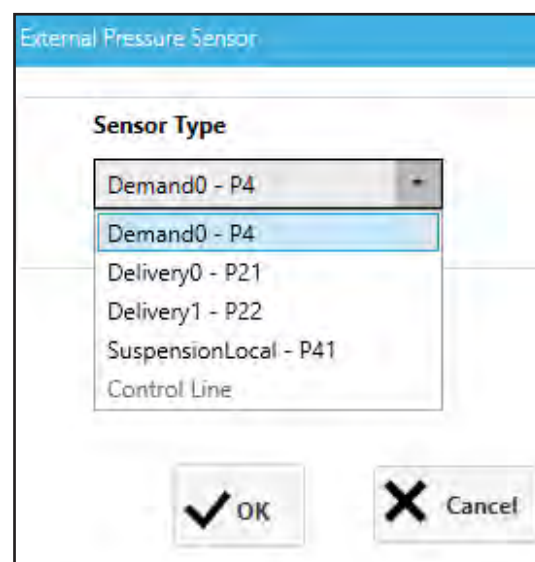 External Pressure Sensor
Sensor Type
Demand0 - P4
Demand0 - P4
Delivery0 - P21
Delivery1 - P22
SuspensionLocal - P41
Control Line
OK
Cancel